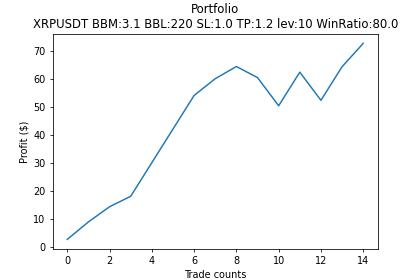 Portfolio
XRPUSDT BBM:3.1 BBL:220 SL:1.0 TP:1.2 lev:10 WinRatio:80.0
70
60
50
40
30
20
10
0
Profit ($)
0 2 4 6 8 10 12 14
Trade counts